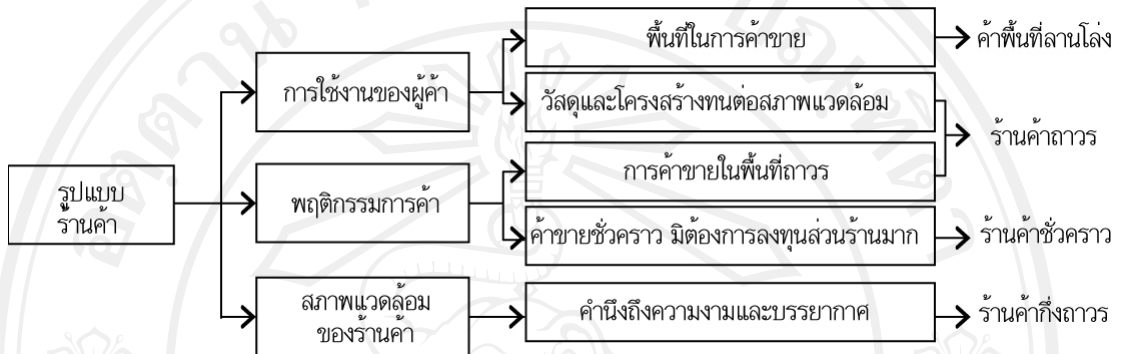 รูปแบบ
ร้านค้า
การใช้งานของผู้ค้า
พฤติกรรมการค้า
สภาพแวดล้อม
ของร้านค้า
พื้นที่ในการค้าขาย
วัสดุและโครงสร้างทนต่อสภาพแวดล้อม
การค้าขายในพื้นที่ถาวร
ค้าขายชั่วคราว มิต้องการลงทุนส่วนร้านมาก
คำนึงถึงความงามและบรรยากาศ
ค้าพื้นที่ลานโล่ง
ร้านค้าถาวร
ร้านค้าชั่วคราว
ร้านค้ากึ่งถาวร